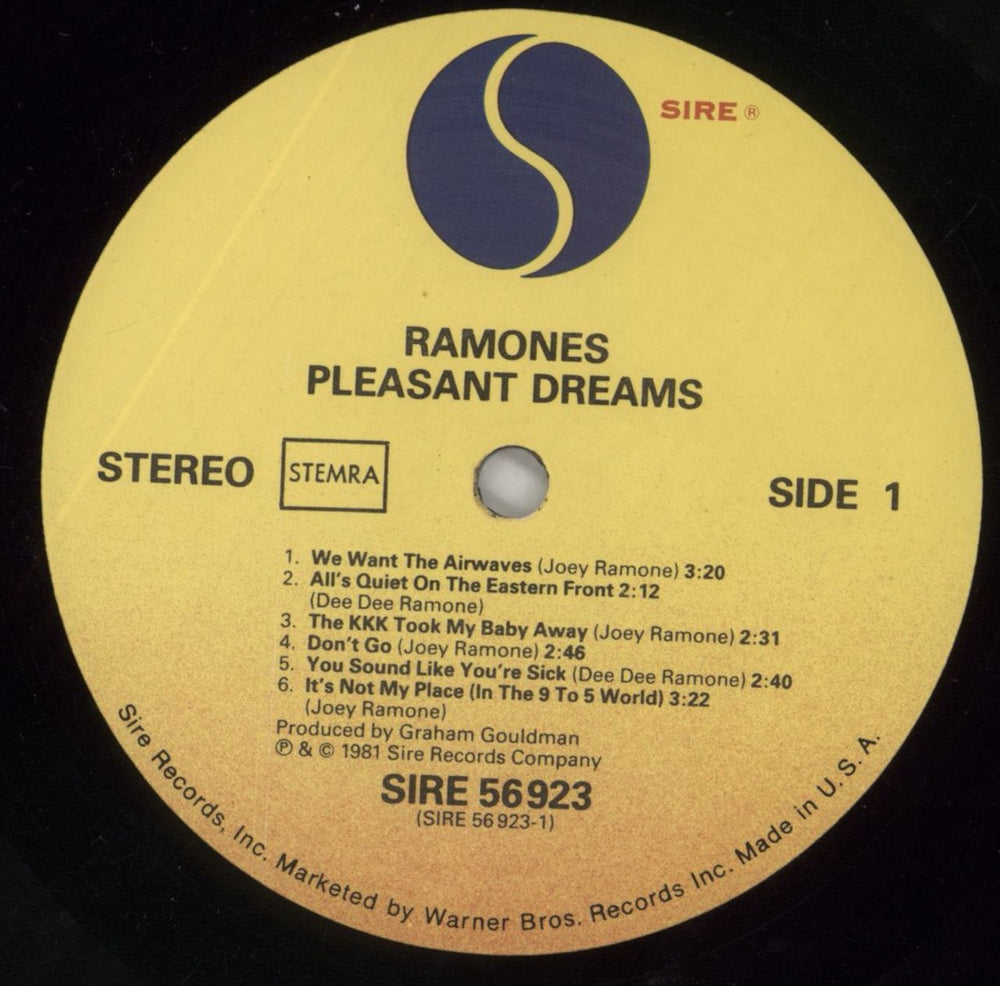 SIRE ®
RAMONES
PLEASANT DREAMS
STEREO
STEMRA
SIDE 1
1. We Want The Airwaves (Joey Ramone) 3:20
2. All's Quiet On The Eastern Front 2:12
(Dee Dee Ramone)
3. The KKK Took My Baby Away (Joey Ramone) 2:31
4. Don't Go (Joey Ramone) 2:46
5. You Sound Like You're Sick (Dee Dee Ramone) 2:40
6. It's Not My Place (In The 9 To 5 World) 3:22
(Joey Ramone)
Produced by Graham Gouldman
℗ & © 1981 Sire Records Company
SIRE 56 923
(SIRE 56 923-1)
Sire Records, Inc. Marketed by Warner Bros. Records Inc. Made in U. S. A.